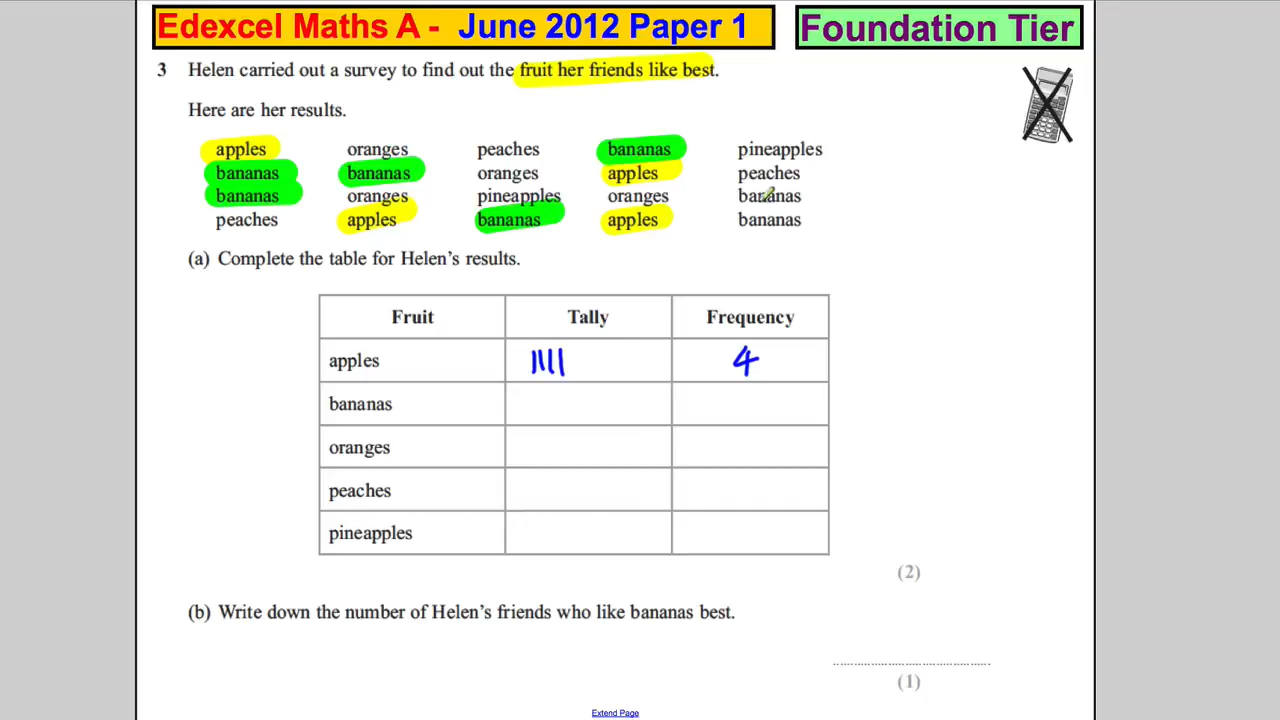 Edexcel Maths A - June 2012 Paper 1
Foundation Tier
3 Helen carried out a survey to find out the fruit her friends like best.
Here are her results.
apples oranges peaches bananas pineapples
bananas bananas oranges apples peaches
bananas oranges pineapples oranges bananas
peaches apples bananas apples bananas
(a) Complete the table for Helen's results.
Fruit Tally Frequency
apples |||| 4
bananas
oranges
peaches
pineapples
(2)
(b) Write down the number of Helen's friends who like bananas best.
(1)
Extend Page